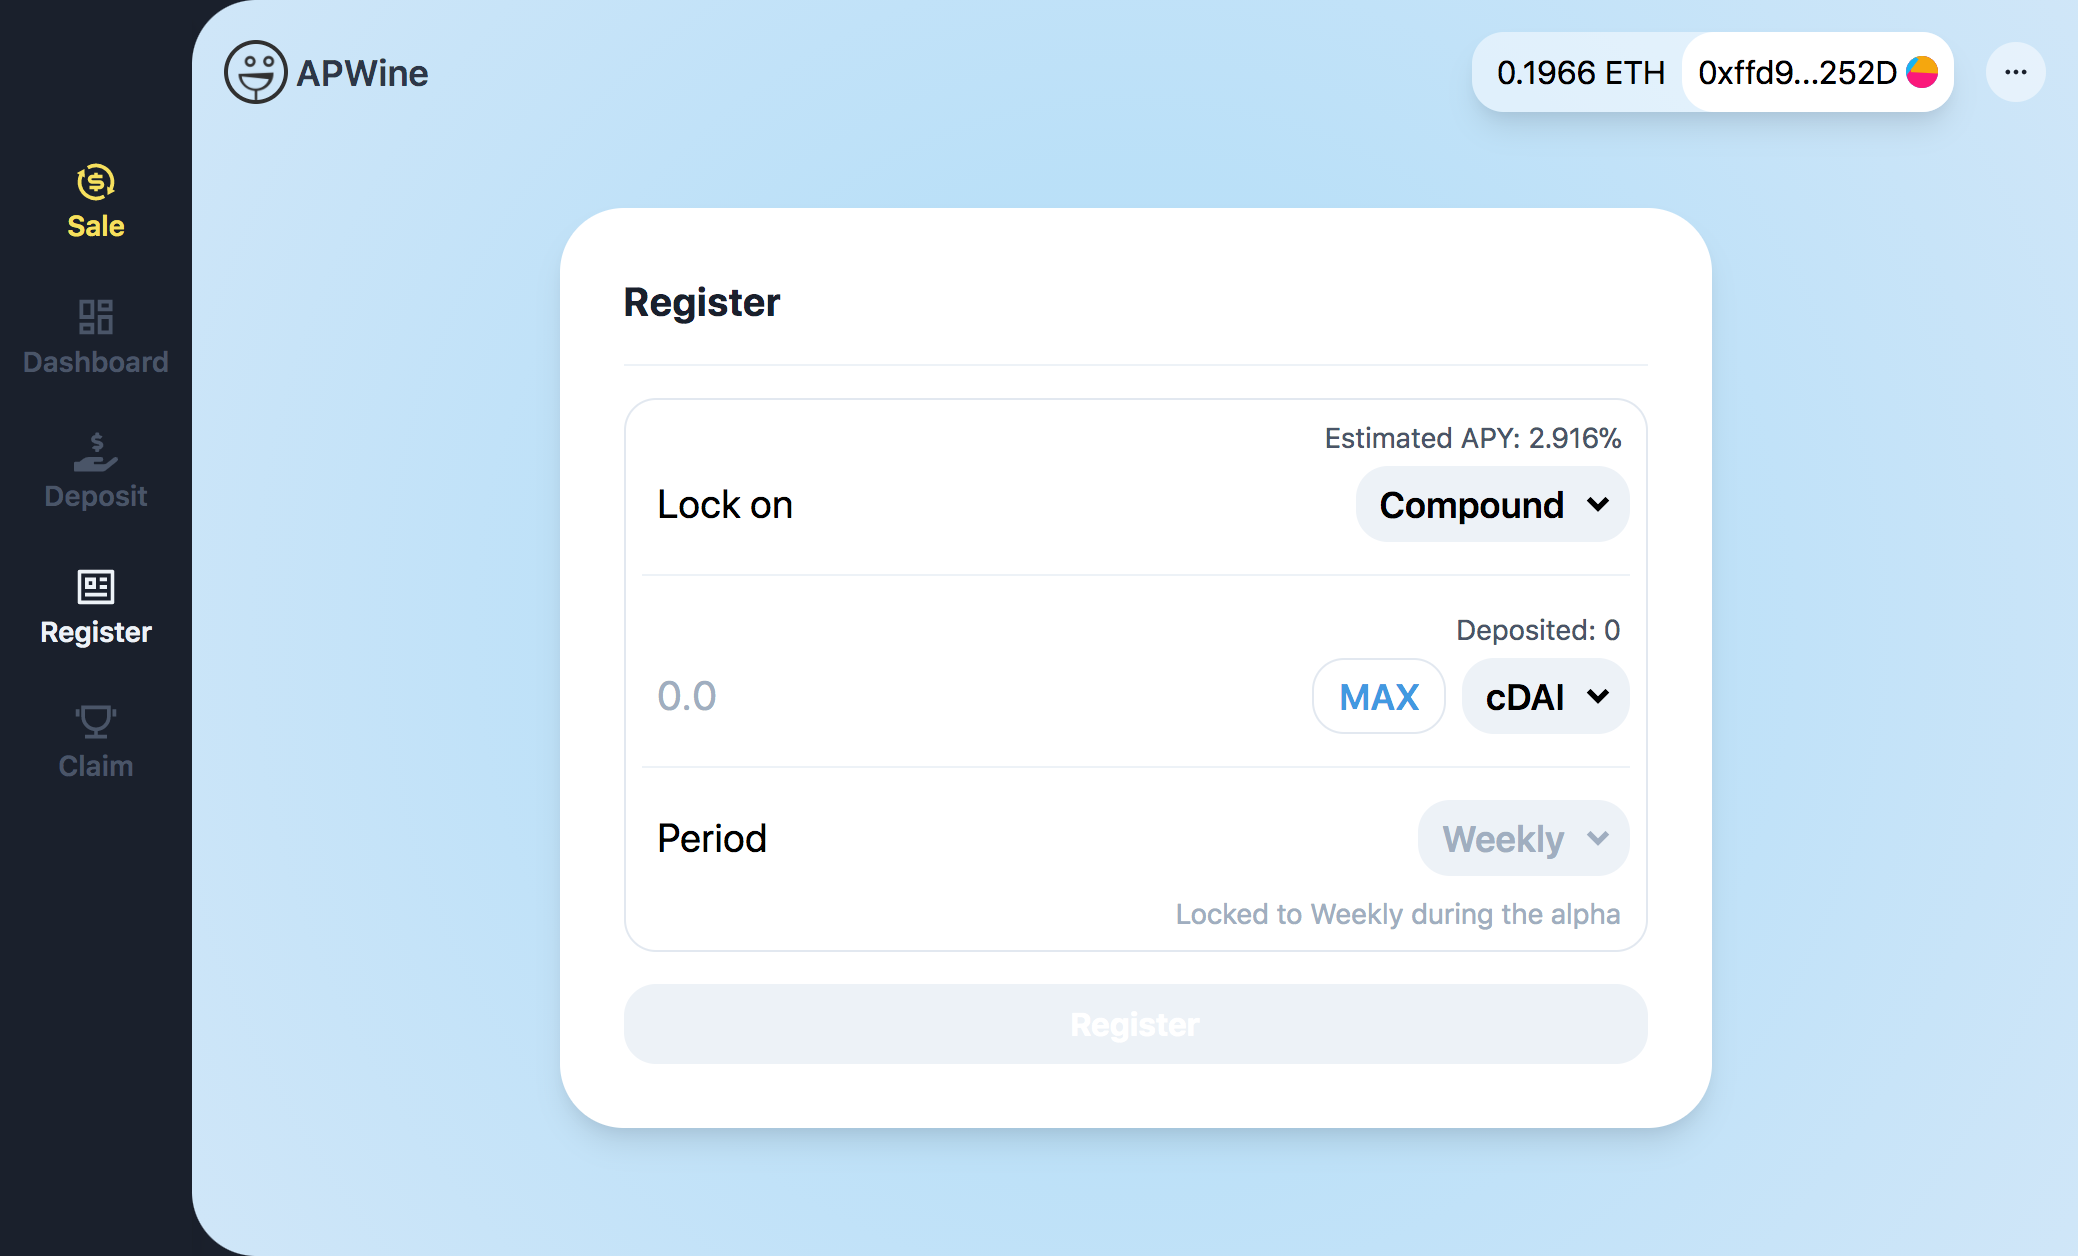 APWine
0.1966 ETH
0xffd9...252D
Sale
Dashboard
Deposit
Register
Claim
Register
Estimated APY: 2.916%
Lock on
Compound
Deposited: 0
0.0
MAX
cDAI
Period
Weekly
Locked to Weekly during the alpha
Register